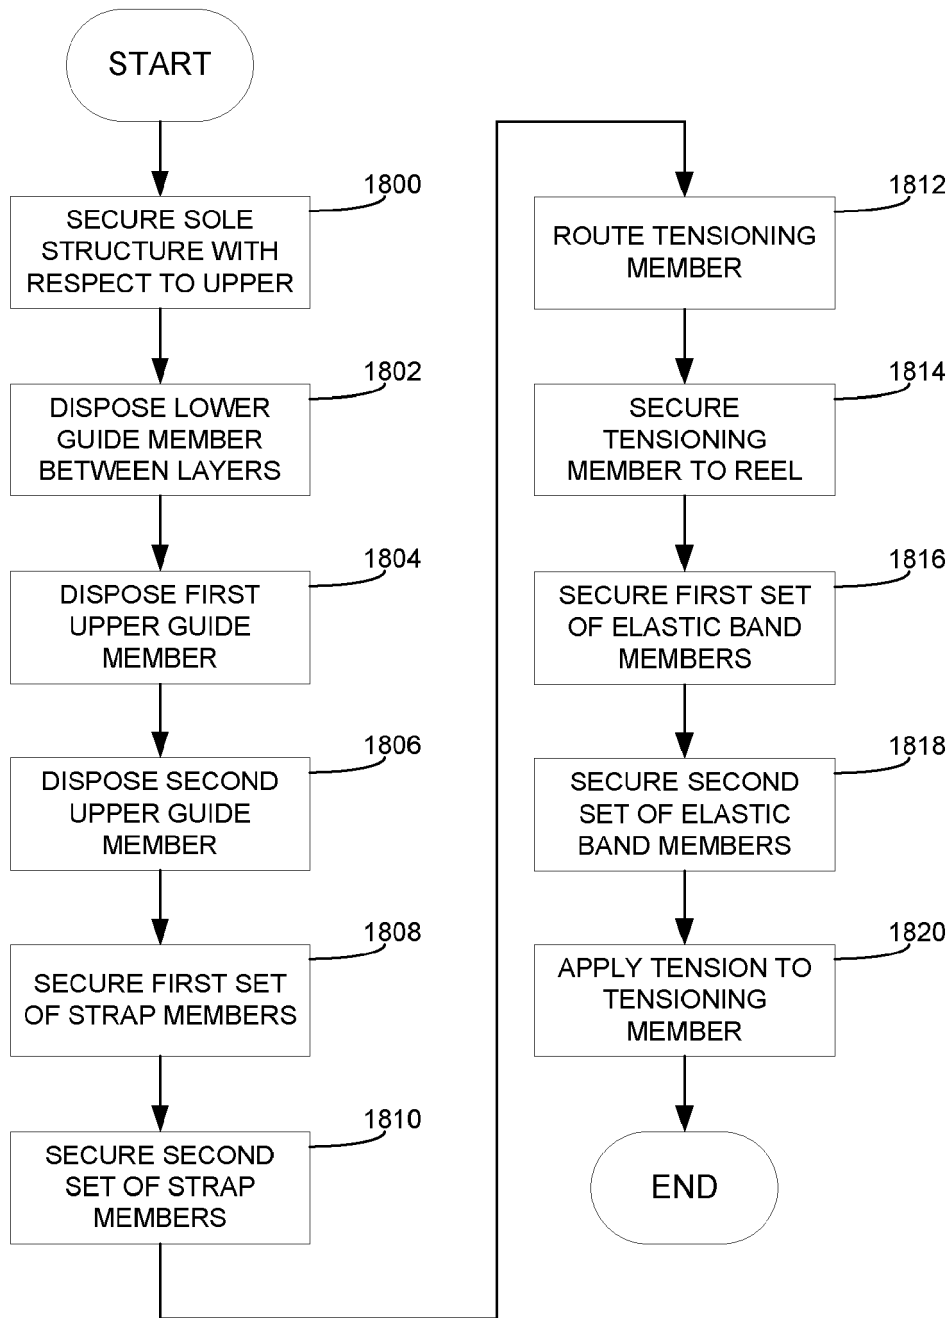 START
1800
SECURE SOLE
STRUCTURE WITH
RESPECT TO UPPER
1802
DISPOSE LOWER
GUIDE MEMBER
BETWEEN LAYERS
1804
DISPOSE FIRST
UPPER GUIDE
MEMBER
1806
DISPOSE SECOND
UPPER GUIDE
MEMBER
1808
SECURE FIRST SET
OF STRAP MEMBERS
1810
SECURE SECOND
SET OF STRAP
MEMBERS
1812
ROUTE TENSIONING
MEMBER
1814
SECURE
TENSIONING
MEMBER TO REEL
1816
SECURE FIRST SET
OF ELASTIC BAND
MEMBERS
1818
SECURE SECOND
SET OF ELASTIC
BAND MEMBERS
1820
APPLY TENSION TO
TENSIONING
MEMBER
END